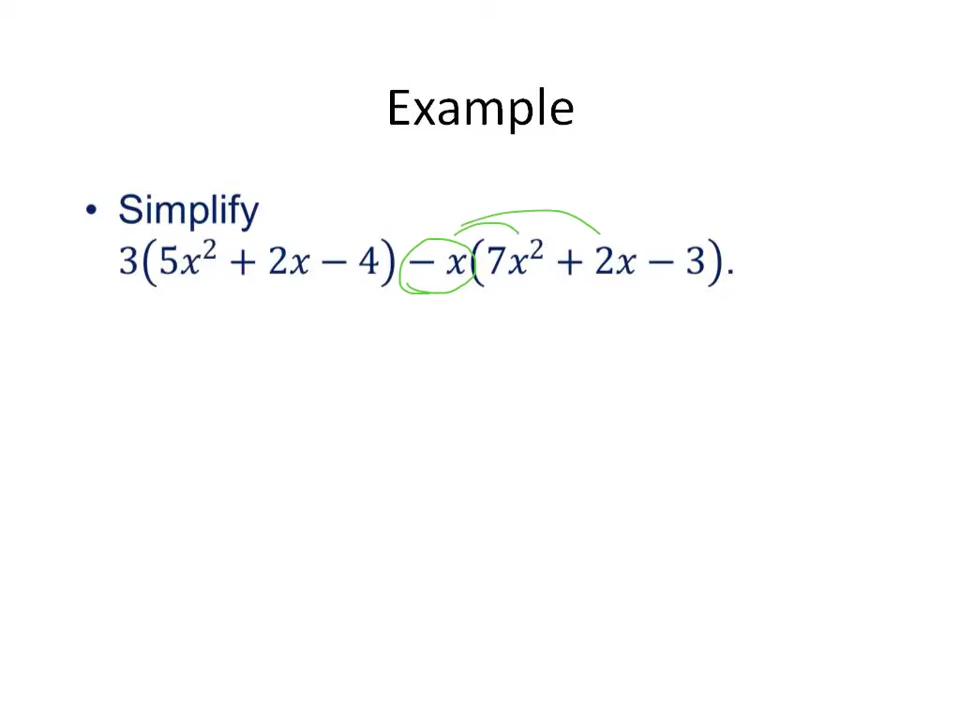 Example
• Simplify
3(5x² + 2x − 4) − x(7x² + 2x − 3).